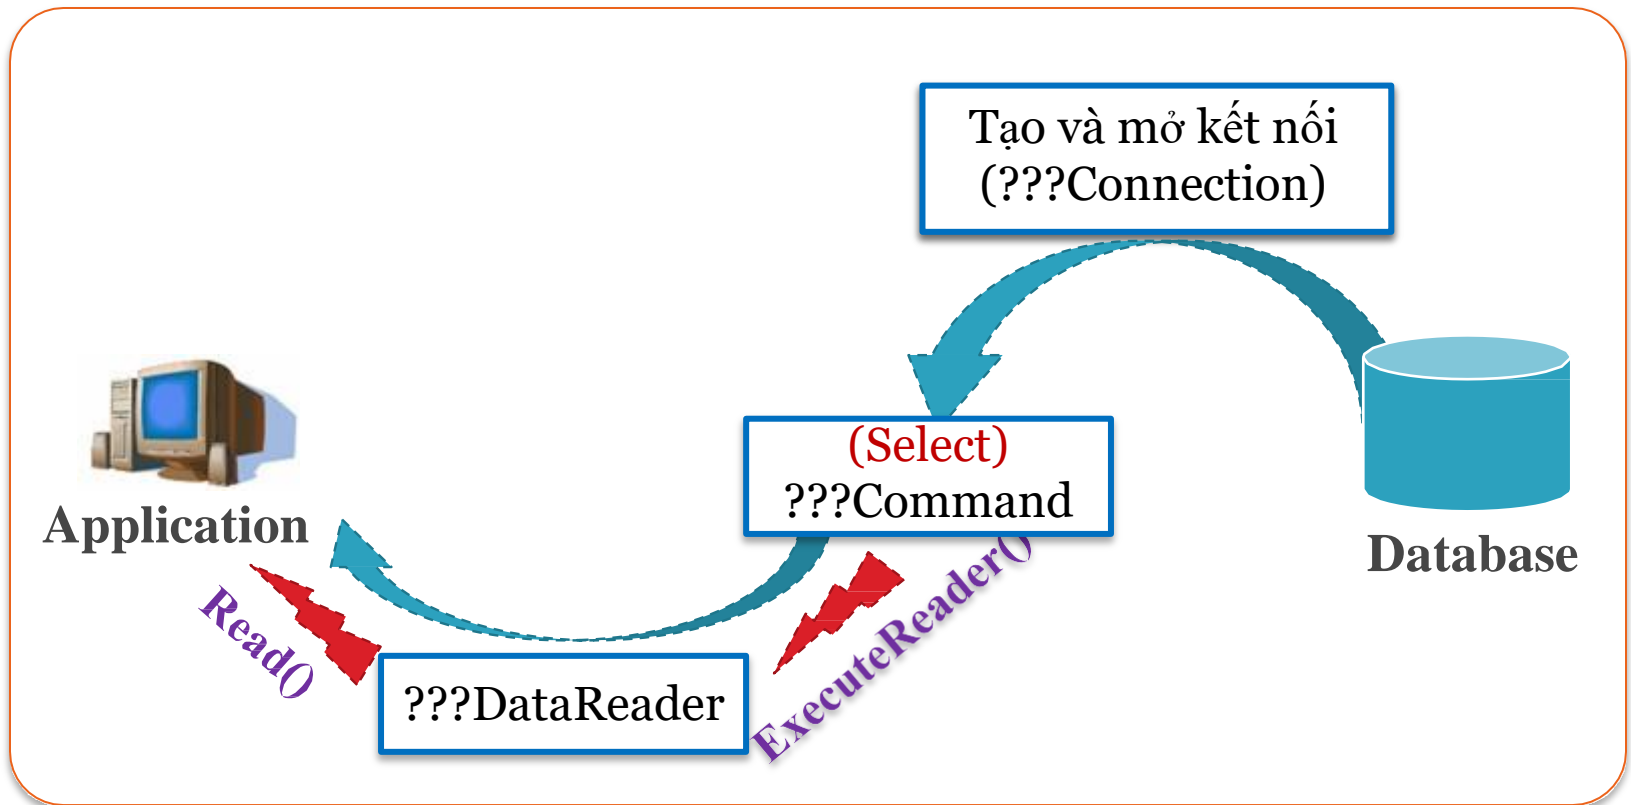 Tạo và mở kết nối
(???Connection)
(Select)
???Command
Application
Database
Read()
ExecuteReader()
???DataReader